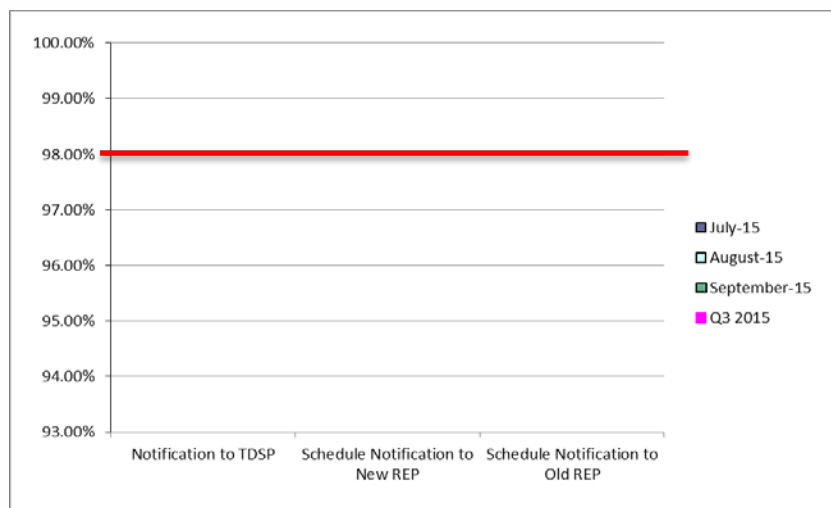 100.00%
99.00%
98.00%
97.00%
96.00%
95.00%
94.00%
93.00%
Notification to TDSP
Schedule Notification to
New REP
Schedule Notification to
Old REP
July-15
August-15
September-15
Q3 2015